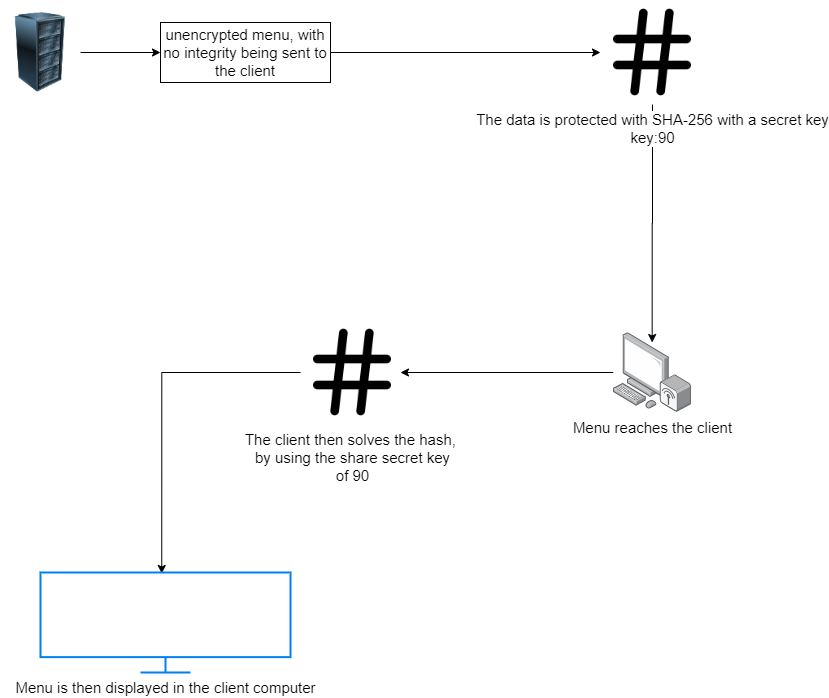 unencrypted menu, with
no integrity being sent to
the client
The data is protected with SHA-256 with a secret key
key:90
Menu reaches the client
The client then solves the hash,
by using the share secret key
of 90
Menu is then displayed in the client computer